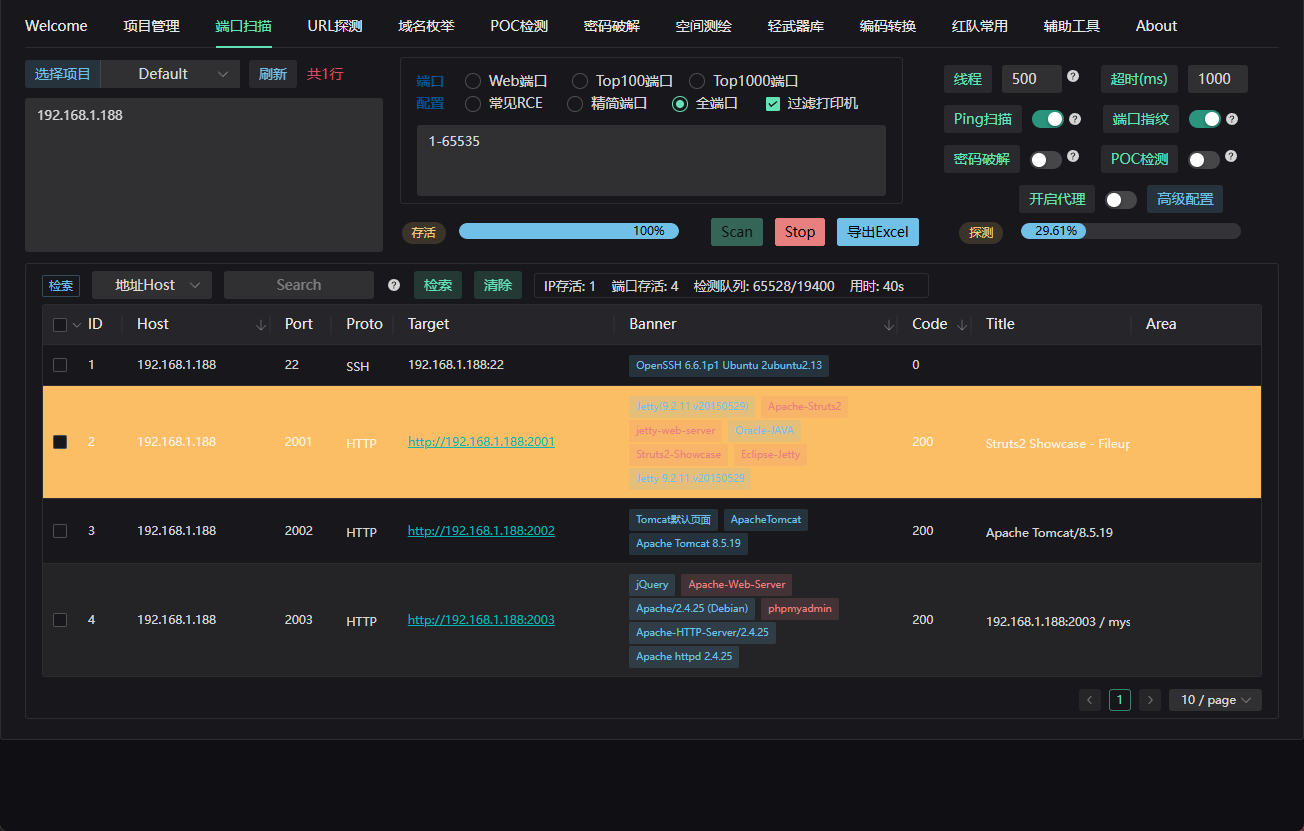 Welcome 项目管理 端口扫描 URL探测 域名枚举 POC检测 密码破解 空间测绘 轻武器库 编码转换 红队常用 辅助工具 About
选择项目 Default 刷新 共1行
192.168.1.188
端口 Web端口 Top100端口 Top1000端口
配置 常见RCE 精简端口 全端口 过滤打印机
1-65535
线程 500 ? 超时(ms) 1000
Ping扫描 ? 端口指纹 ?
密码破解 ? POC检测 ?
开启代理 高级配置
存活 100% Scan Stop 导出Excel 探测 29.61%
检索 地址Host Search ? 检索 清除 IP存活: 1 端口存活: 4 检测队列: 65528/19400 用时: 40s
ID Host Port Proto Target Banner Code Title Area
1 192.168.1.188 22 SSH 192.168.1.188:22 OpenSSH 6.6.1p1 Ubuntu 2ubuntu2.13 0
2 192.168.1.188 2001 HTTP http://192.168.1.188:2001 Jetty(9.2.11.v20150529) Apache-Struts2
jetty-web-server Oracle-JAVA
Struts2-Showcase Eclipse-Jetty
Jetty 9.2.11.v20150529
200 Struts2 Showcase - Fileup
3 192.168.1.188 2002 HTTP http://192.168.1.188:2002 Tomcat默认页面 ApacheTomcat
Apache Tomcat 8.5.19
200 Apache Tomcat/8.5.19
4 192.168.1.188 2003 HTTP http://192.168.1.188:2003 jQuery Apache-Web-Server
Apache/2.4.25 (Debian) phpmyadmin
Apache-HTTP-Server/2.4.25
Apache httpd 2.4.25
200 192.168.1.188:2003 / mys
1 10 / page